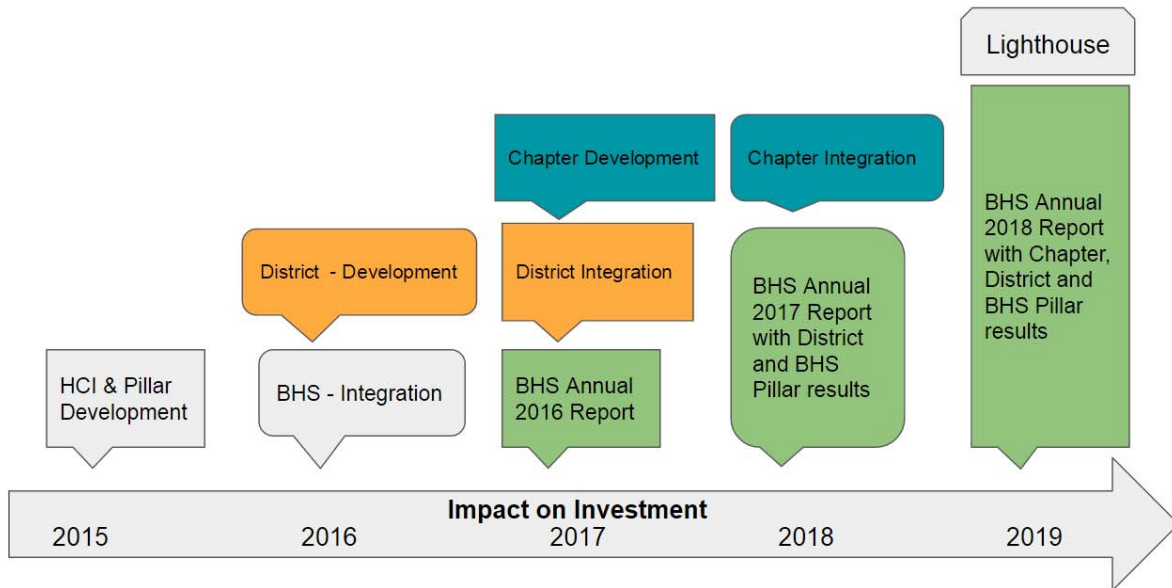 Lighthouse
Chapter Development
Chapter Integration
BHS Annual
2018 Report
with Chapter,
District and
BHS Pillar
results
District - Development
District Integration
BHS Annual
2017 Report
with District
and BHS
Pillar results
HCI & Pillar
Development
BHS - Integration
BHS Annual
2016 Report
Impact on Investment
2015
2016
2017
2018
2019